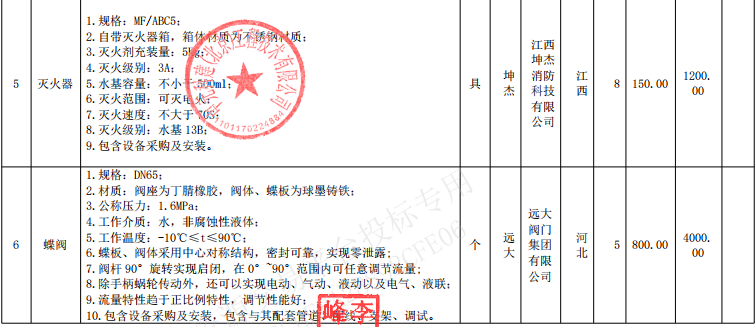 1.规格：MF/ABC5；
2.自带灭火器箱，箱体材质为不锈钢材质；
3.灭火剂充装量：5kg；
4.灭火级别：3A；
5 灭火器 5.水基容量：不小于500ml； 具 坤杰 江西坤杰消防科技有限公司 江西 8 150.00 1200.00
6.灭火范围：可灭电火；
7.灭火速度：不大于70S；
8.灭火级别：水基13B；
9.包含设备采购及安装。
1101170224884
1.规格：DN65；
2.材质：阀座为丁腈橡胶，阀体、蝶板为球墨铸铁；
3.公称压力：1.6MPa；
4.工作介质：水，非腐蚀性液体；
5.工作温度：-10℃≤t≤90℃；
6 蝶阀 6.蝶板、阀体采用中心对称结构，密封可靠，实现零泄露； 个 远大 远大阀门集团有限公司 河北 5 800.00 4000.00
7.阀杆90°旋转实现启闭，在0°~90°范围内可任意调节流量；
8.除手柄蜗轮传动外，还可以实现电动、气动、液动以及电气、液联；
9.流量特性趋于正比例特性，调节性能好；
10.包含设备采购及安装，包含与其配套管道、线、支架、调试。
峰李
投标专用